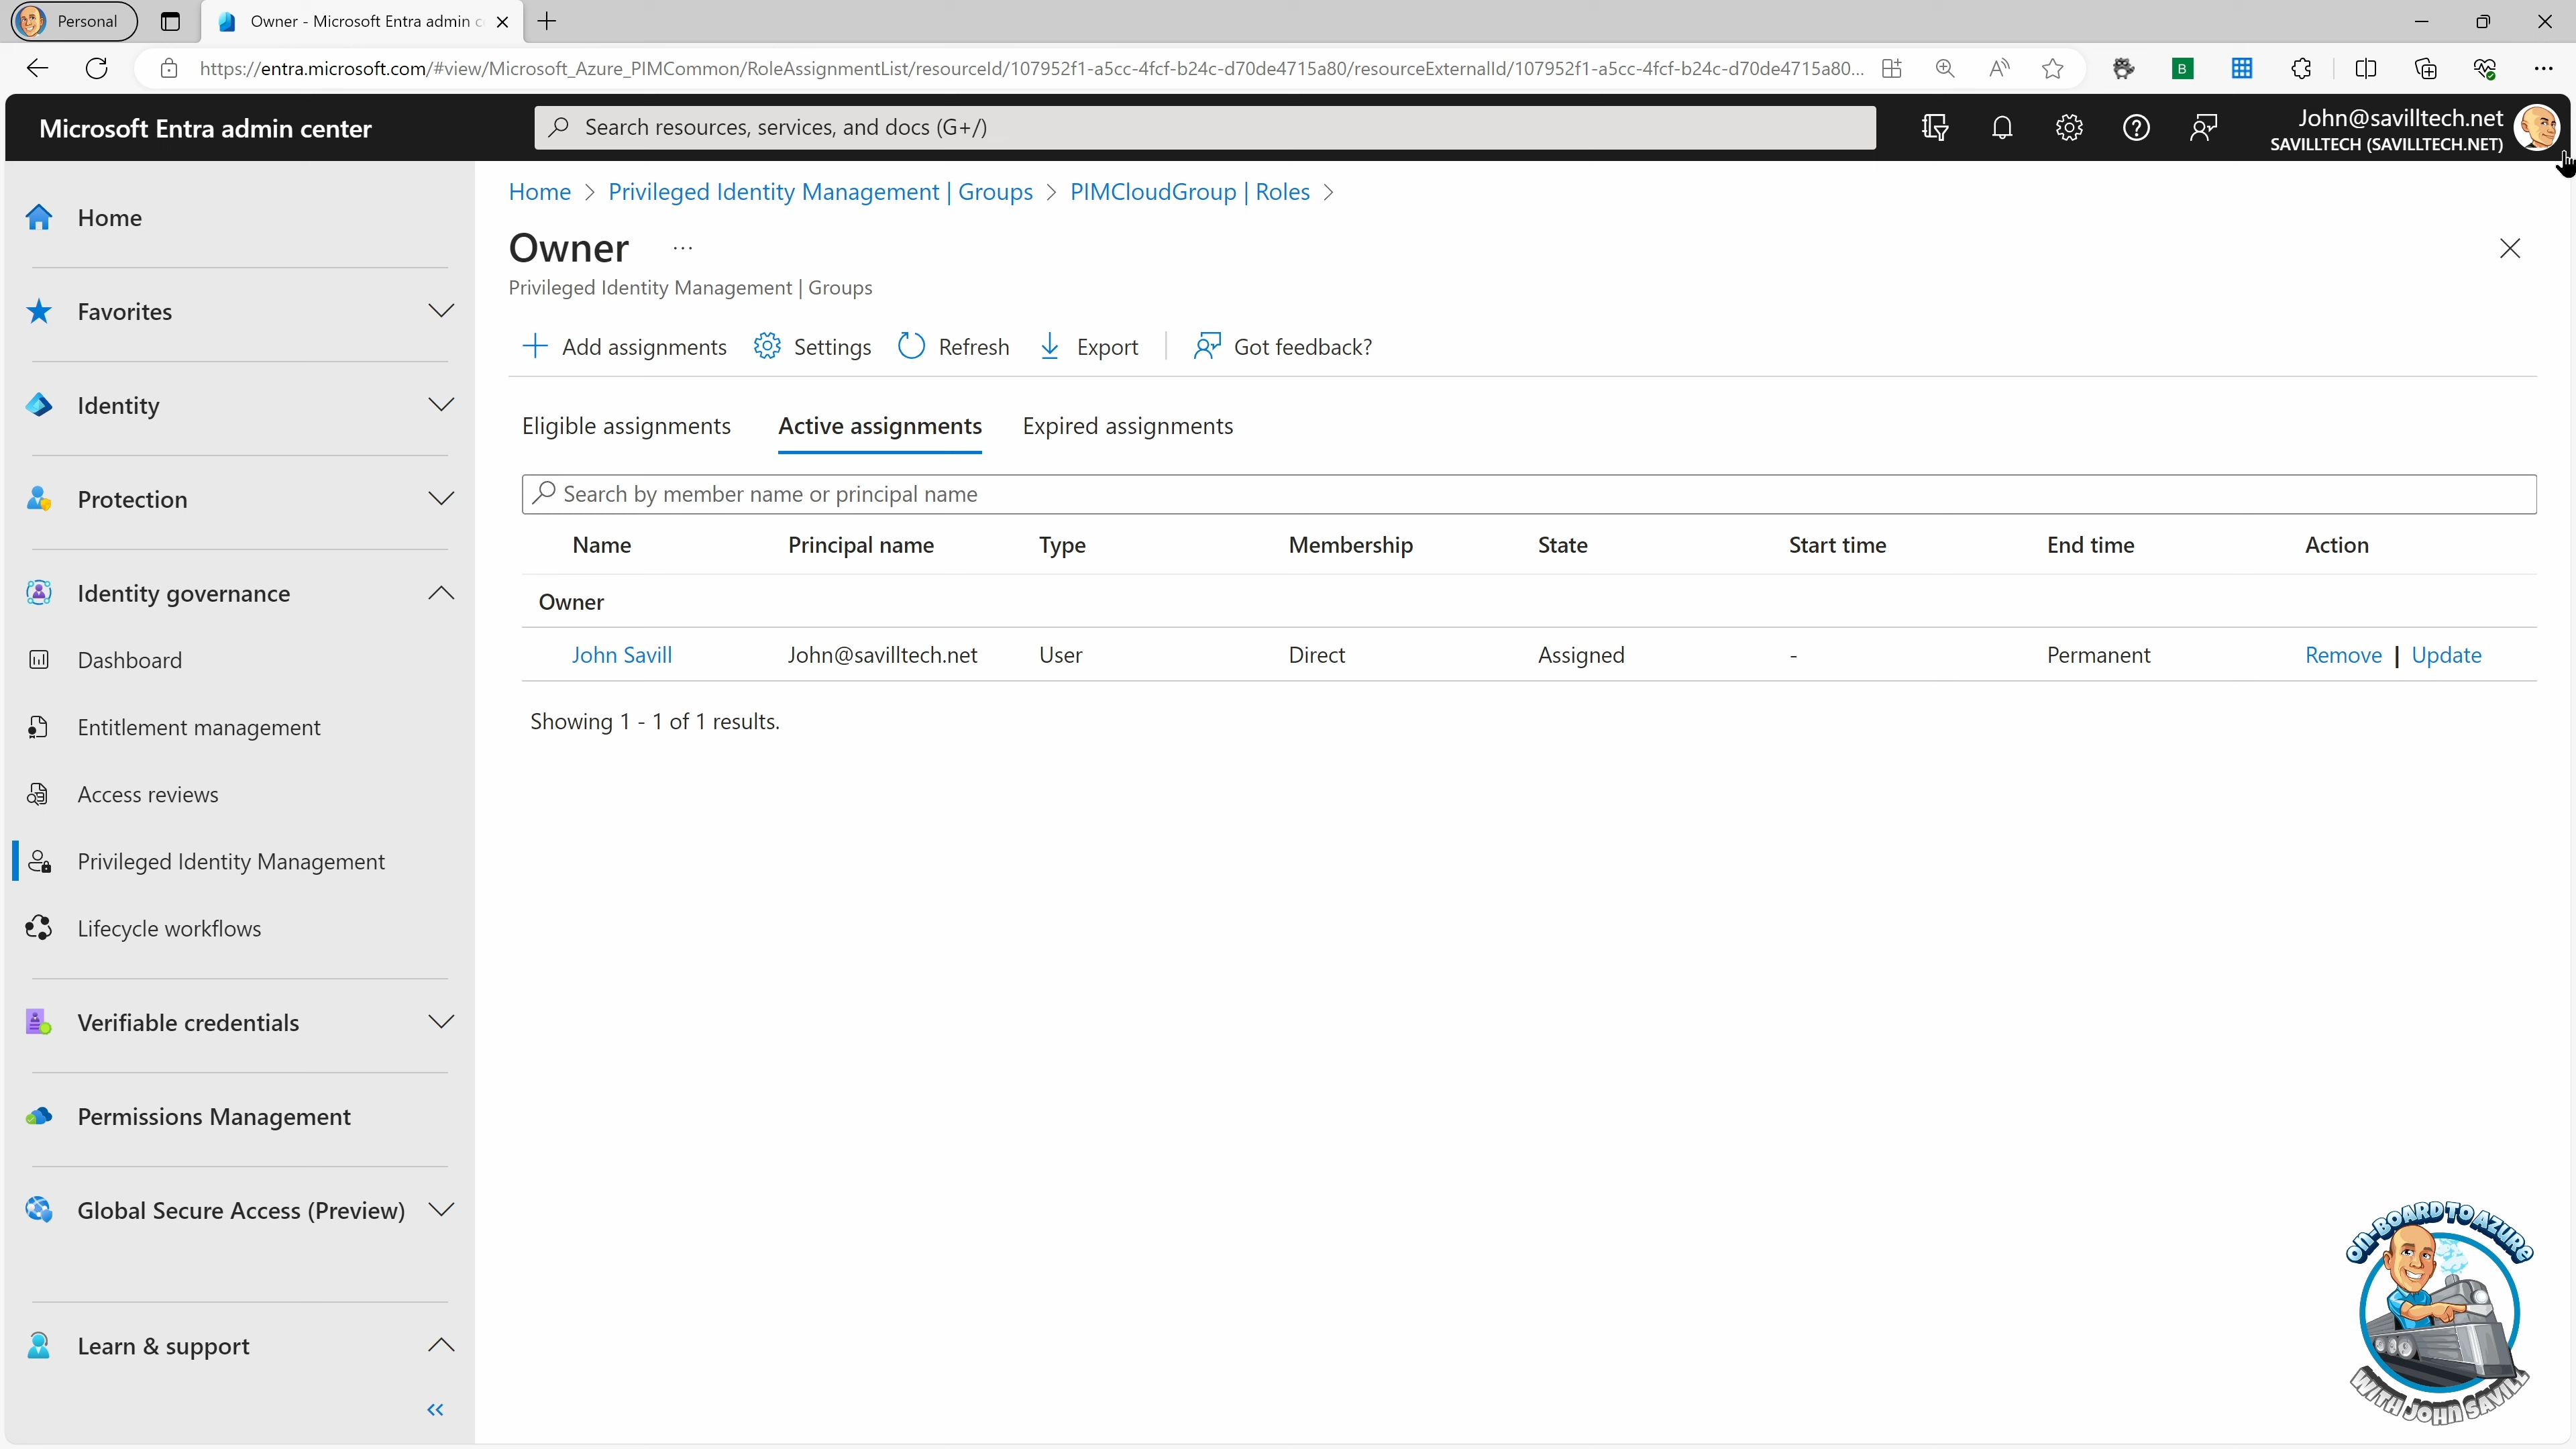 Personal
Owner - Microsoft Entra admin c
https://entra.microsoft.com/#view/Microsoft_Azure_PIMCommon/RoleAssignmentList/resourceId/107952f1-a5cc-4fcf-b24c-d70de4715a80/resourceExternalId/107952f1-a5cc-4fcf-b24c-d70de4715a80...
B
Microsoft Entra admin center
Search resources, services, and docs (G+/)
John@savilltech.net
SAVILLTECH (SAVILLTECH.NET)
Home
Favorites
Identity
Protection
Identity governance
Dashboard
Entitlement management
Access reviews
Privileged Identity Management
Lifecycle workflows
Verifiable credentials
Permissions Management
Global Secure Access (Preview)
Learn & support
Home > Privileged Identity Management | Groups > PIMCloudGroup | Roles >
Owner ...
Privileged Identity Management | Groups
Add assignments Settings Refresh Export | Got feedback?
Eligible assignments Active assignments Expired assignments
Search by member name or principal name
Name Principal name Type Membership State Start time End time Action
Owner
John Savill John@savilltech.net User Direct Assigned - Permanent Remove | Update
Showing 1 - 1 of 1 results.
ON-BOARD TO AZURE
WITH JOHN SAVILL